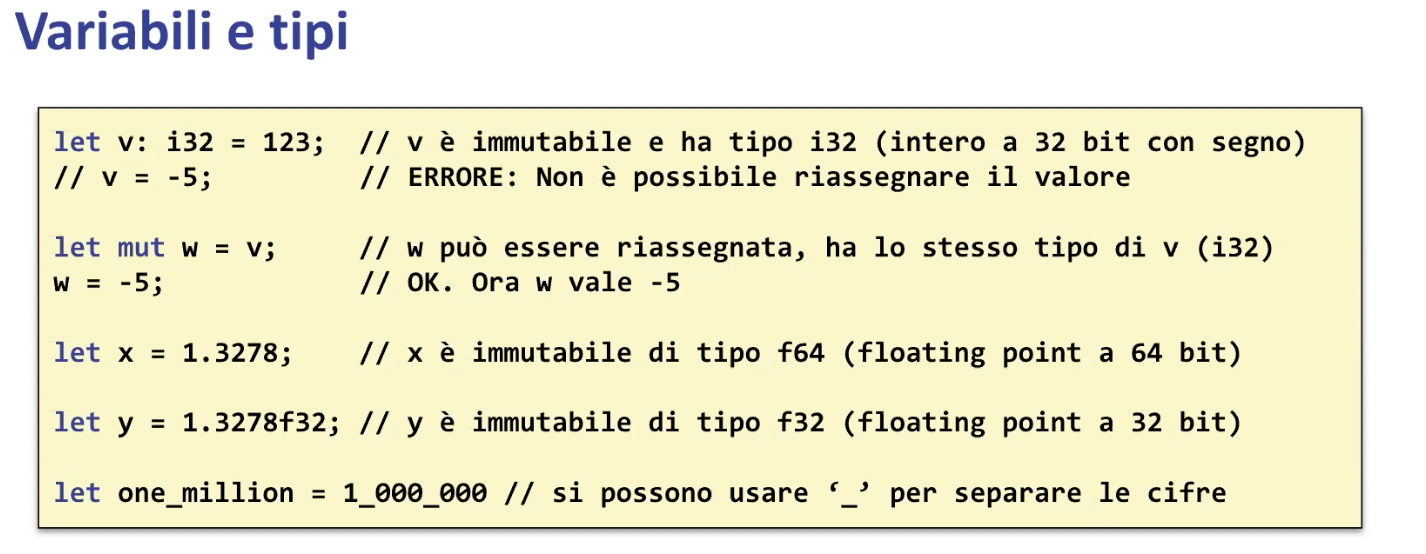 Variabili e tipi
let v: i32 = 123;  // v è immutabile e ha tipo i32 (intero a 32 bit con segno)
// v = -5;         // ERRORE: Non è possibile riassegnare il valore
let mut w = v;     // w può essere riassegnata, ha lo stesso tipo di v (i32)
w = -5;            // OK. Ora w vale -5
let x = 1.3278;    // x è immutabile di tipo f64 (floating point a 64 bit)
let y = 1.3278f32; // y è immutabile di tipo f32 (floating point a 32 bit)
let one_million = 1_000_000 // si possono usare ‘_’ per separare le cifre